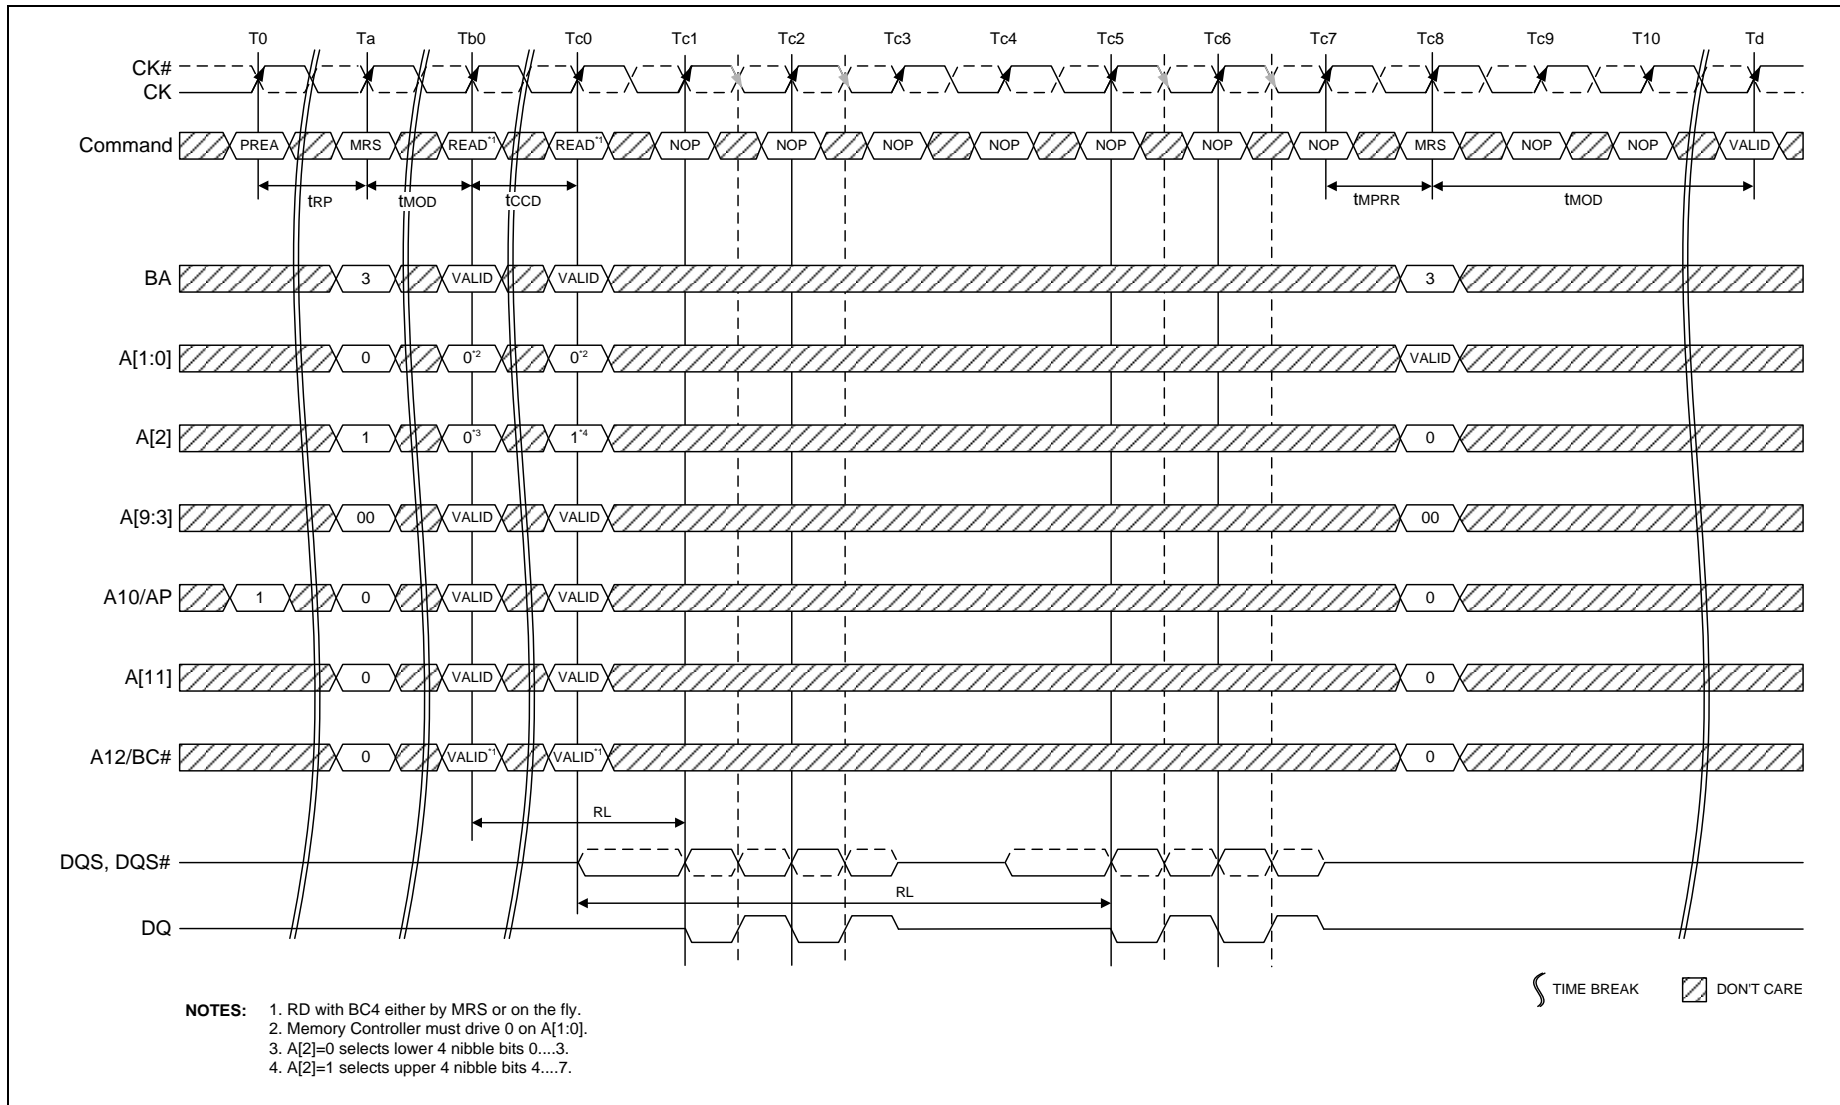 T0 Ta Tb0 Tc0 Tc1 Tc2 Tc3 Tc4 Tc5 Tc6 Tc7 Tc8 Tc9 T10 Td
CK#
CK
Command PREA MRS READ*1 READ*1 NOP NOP NOP NOP NOP NOP NOP MRS NOP NOP VALID
tRP tMOD tCCD tMPRR tMOD
BA 3 VALID VALID 3
A[1:0] 0 0*2 0*2 VALID
A[2] 1 0*3 1*4 0
A[9:3] 00 VALID VALID 00
A10/AP 1 0 VALID VALID 0
A[11] 0 VALID VALID 0
A12/BC# 0 VALID*1 VALID*1 0
RL
DQS, DQS#
RL
DQ
TIME BREAK DON'T CARE
NOTES: 1. RD with BC4 either by MRS or on the fly.
2. Memory Controller must drive 0 on A[1:0].
3. A[2]=0 selects lower 4 nibble bits 0....3.
4. A[2]=1 selects upper 4 nibble bits 4....7.